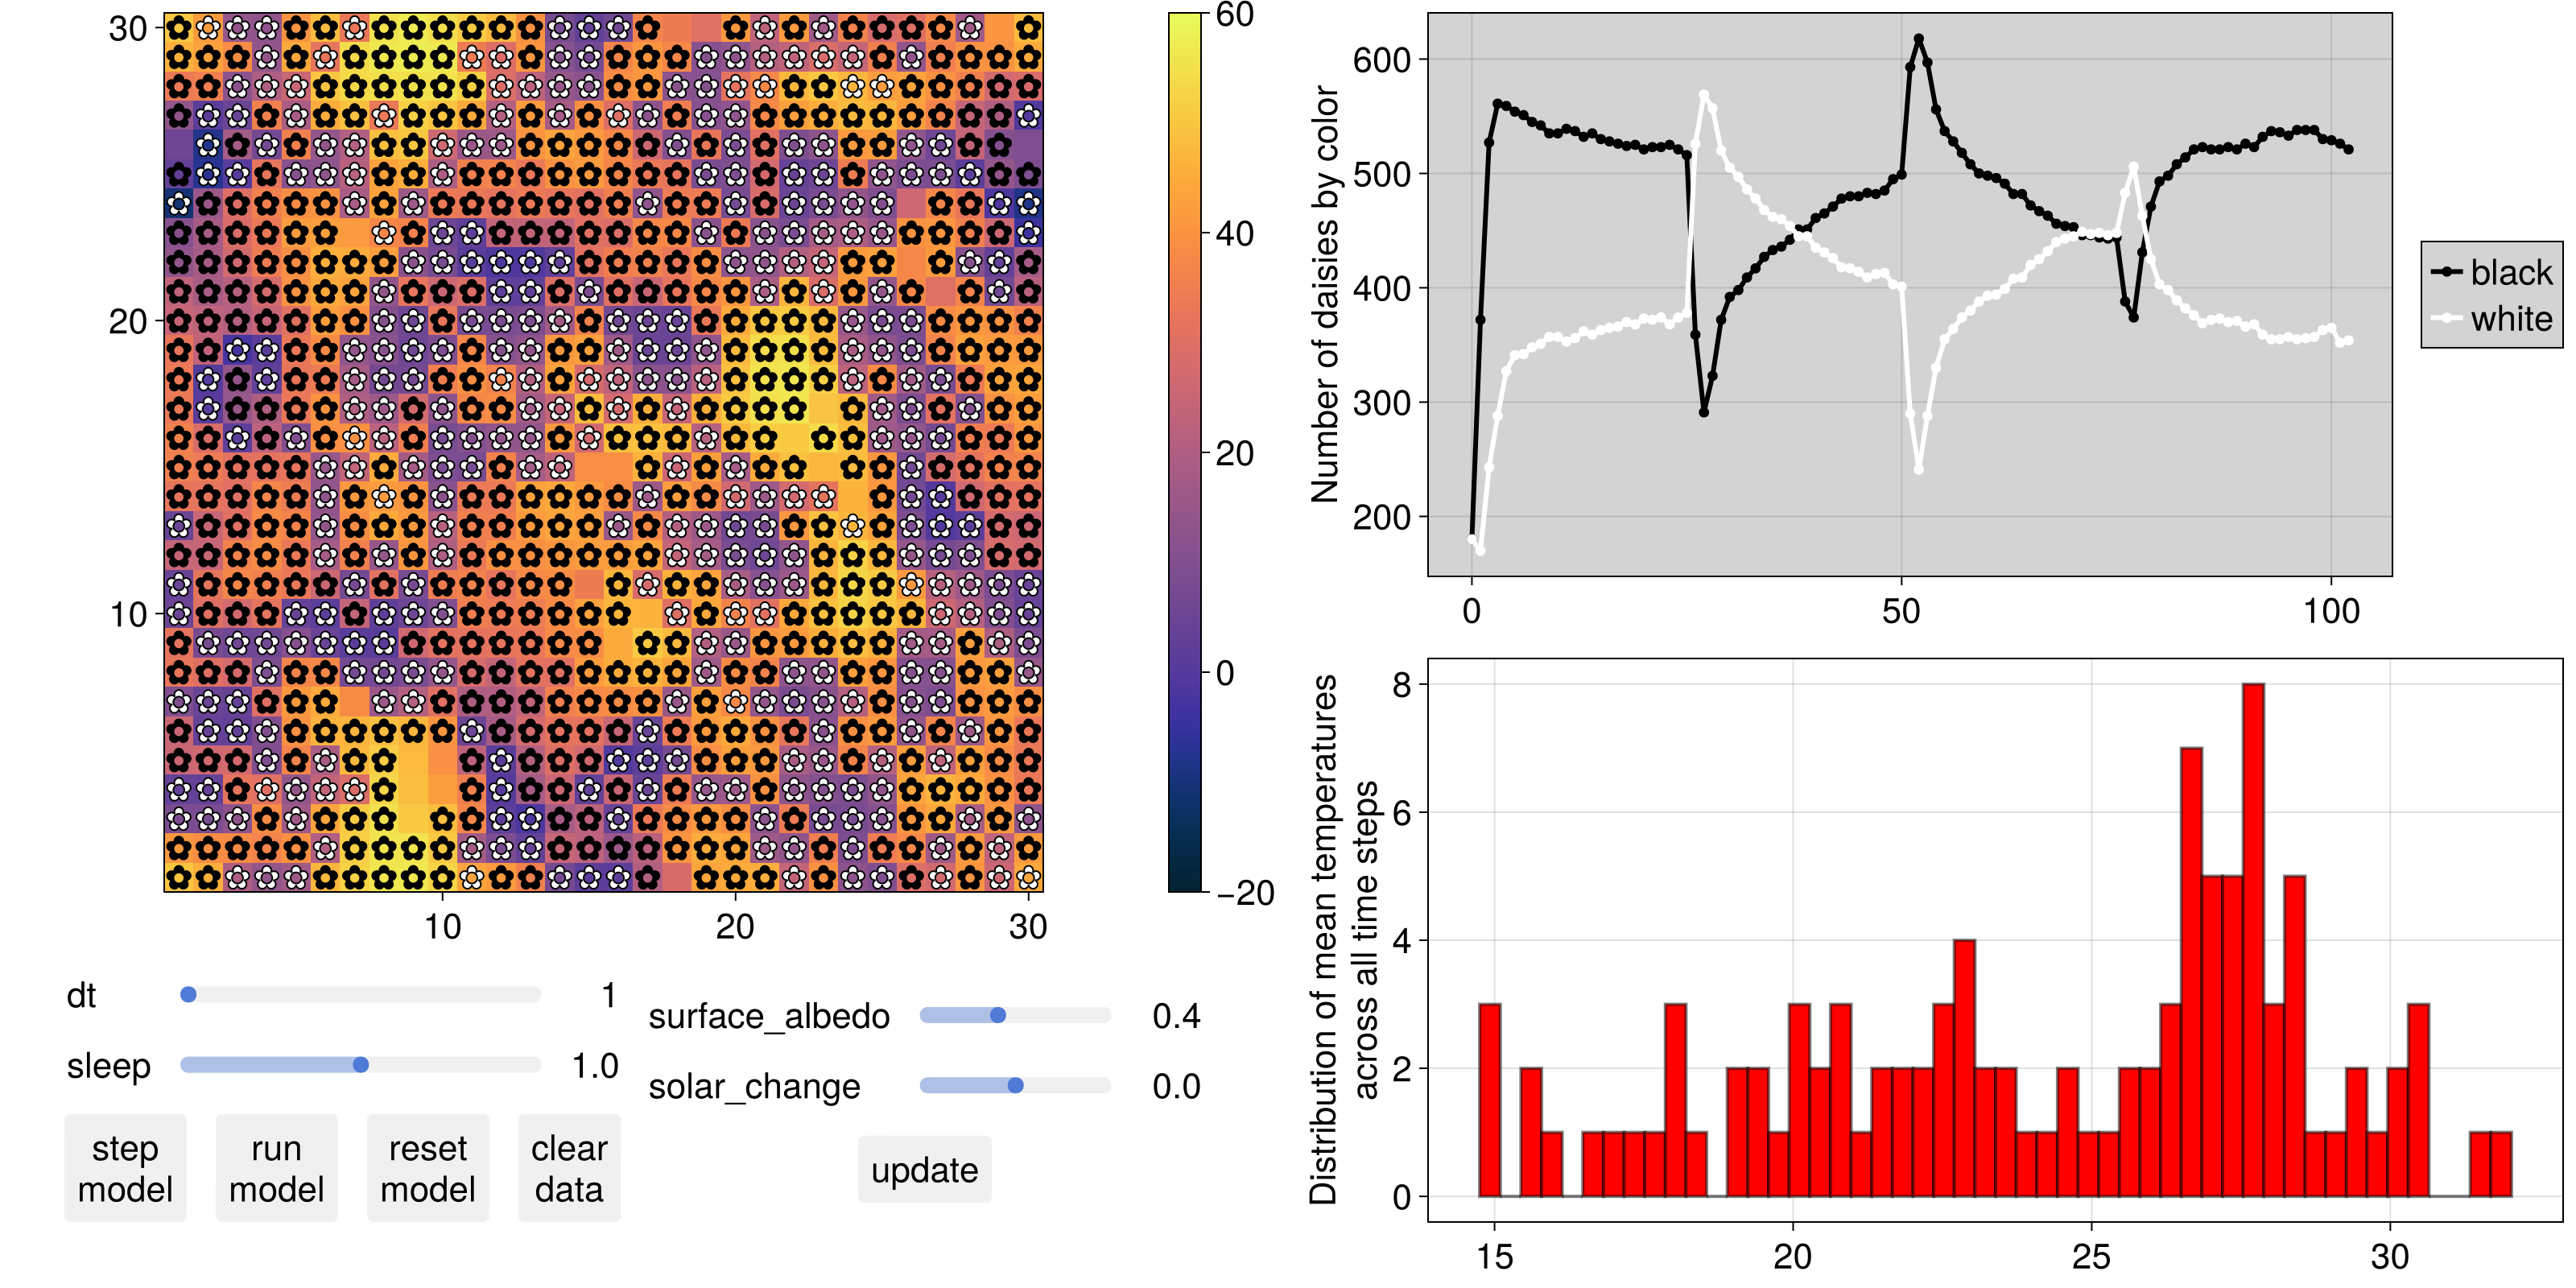 30
20
10
10
20
30
60
40
20
0
−20
Number of daisies by color
600
500
400
300
200
0
50
100
black
white
Distribution of mean temperatures
across all time steps
8
6
4
2
0
15
20
25
30
dt
1
sleep
1.0
surface_albedo
0.4
solar_change
0.0
step
model
run
model
reset
model
clear
data
update